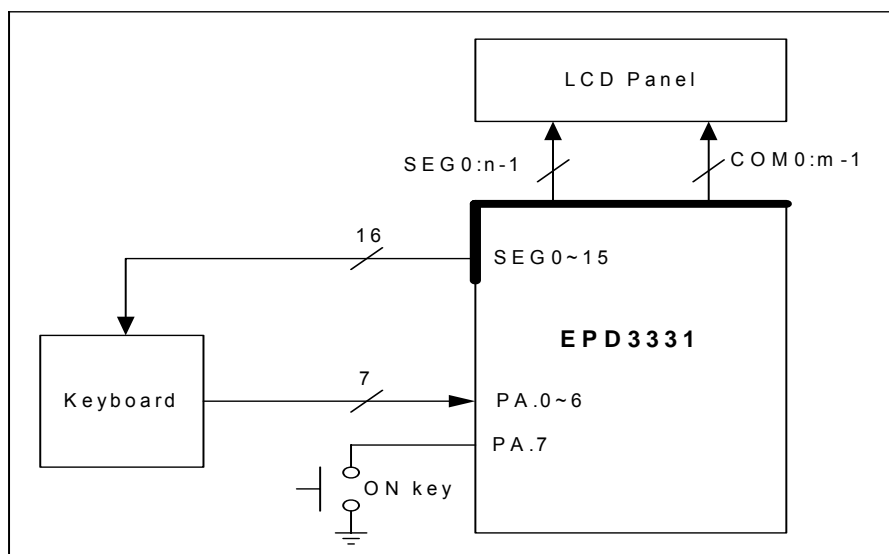 LCD Panel
SEG0:n-1
COM0:m-1
16
SEG0~15
EPD3331
Keyboard
7
PA.0~6
PA.7
ON key